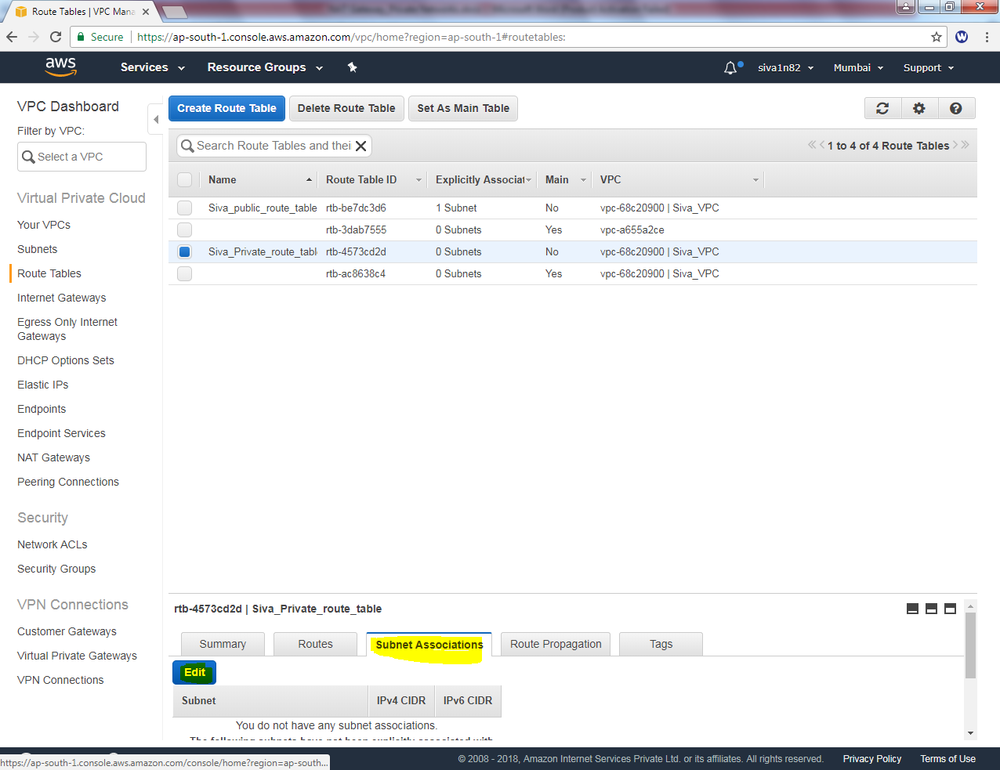 Route Tables | VPC Mana
Secure
https://ap-south-1.console.aws.amazon.com/vpc/home?region=ap-south-1#routetables:
W
aws
Services
Resource Groups
siva1n82
Mumbai
Support
VPC Dashboard
Filter by VPC:
Select a VPC
Virtual Private Cloud
Your VPCs
Subnets
Route Tables
Internet Gateways
Egress Only Internet
Gateways
DHCP Options Sets
Elastic IPs
Endpoints
Endpoint Services
NAT Gateways
Peering Connections
Security
Network ACLs
Security Groups
VPN Connections
Customer Gateways
Virtual Private Gateways
VPN Connections
Create Route Table
Delete Route Table
Set As Main Table
Search Route Tables and thei
1 to 4 of 4 Route Tables
Name Route Table ID Explicitly Associat Main VPC
Siva_public_route_table rtb-be7dc3d6 1 Subnet No vpc-68c20900 | Siva_VPC
rtb-3dab7555 0 Subnets Yes vpc-a655a2ce
Siva_Private_route_tabl rtb-4573cd2d 0 Subnets No vpc-68c20900 | Siva_VPC
rtb-ac8638c4 0 Subnets Yes vpc-68c20900 | Siva_VPC
rtb-4573cd2d | Siva_Private_route_table
Summary Routes Subnet Associations Route Propagation Tags
Edit
Subnet IPv4 CIDR IPv6 CIDR
You do not have any subnet associations.
The following subnets have not been explicitly associated with
https://ap-south-1.console.aws.amazon.com/console/home?region=ap-south...
© 2008 - 2018, Amazon Internet Services Private Ltd. or its affiliates. All rights reserved.
Privacy Policy
Terms of Use